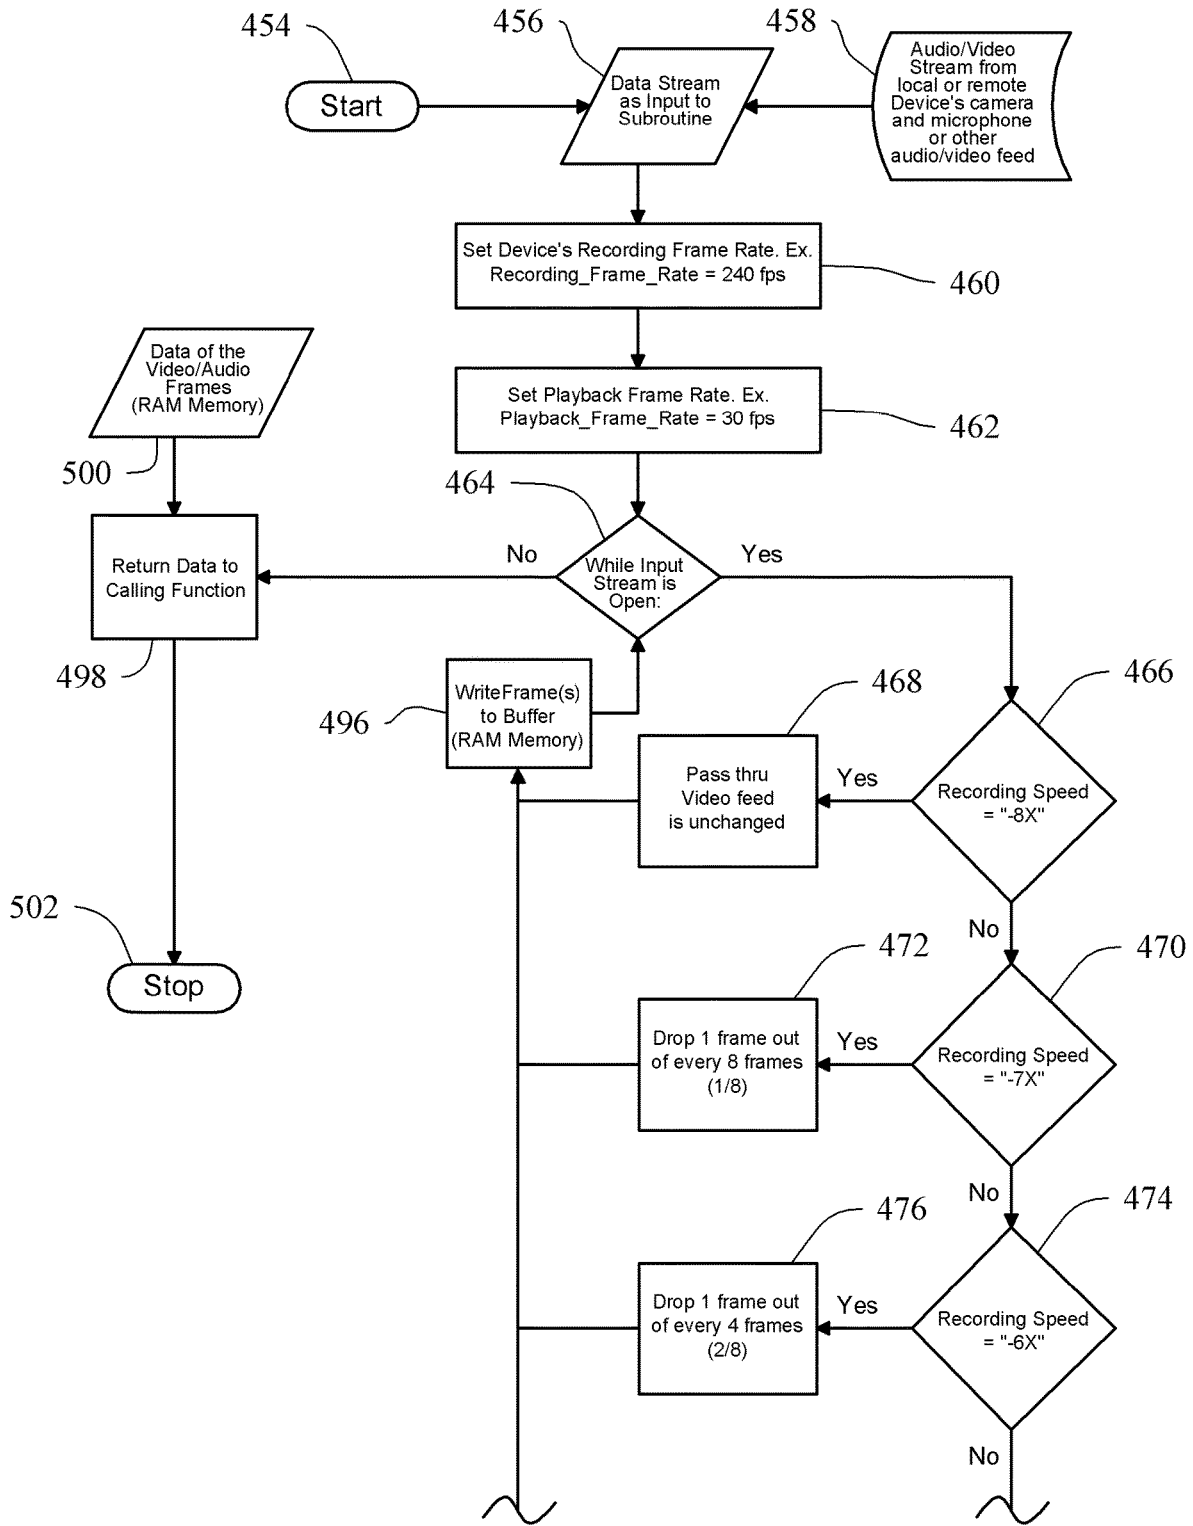 454
456
458
Start
Data Stream
as Input to
Subroutine
Audio/Video
Stream from
local or remote
Device's camera
and microphone
or other
audio/video feed
Set Device's Recording Frame Rate. Ex.
Recording_Frame_Rate = 240 fps
460
Data of the
Video/Audio
Frames
(RAM Memory)
Set Playback Frame Rate. Ex.
Playback_Frame_Rate = 30 fps
462
500
464
No
Yes
While Input
Stream is
Open:
Return Data to
Calling Function
498
496
WriteFrame(s)
to Buffer
(RAM Memory)
468
466
Pass thru
Video feed
is unchanged
Yes
Recording Speed
= "-8X"
No
502
Stop
472
470
Drop 1 frame out
of every 8 frames
(1/8)
Yes
Recording Speed
= "-7X"
No
476
474
Drop 1 frame out
of every 4 frames
(2/8)
Yes
Recording Speed
= "-6X"
No